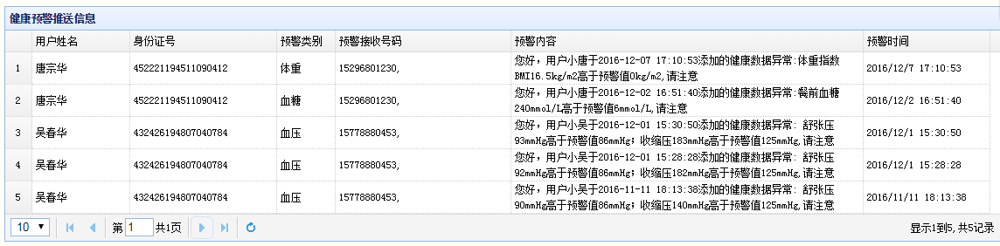 健康预警推送信息
用户姓名 身份证号 预警类别 预警接收号码 预警内容 预警时间
1 唐宗华 452221194511090412 体重 15296801230, 您好，用户小唐于2016-12-07 17:10:53添加的健康数据异常:体重指数 2016/12/7 17:10:53
BMI16.5kg/m2高于预警值0kg/m2,请注意
2 唐宗华 452221194511090412 血糖 15296801230, 您好，用户小唐于2016-12-02 16:51:40添加的健康数据异常:餐前血糖 2016/12/2 16:51:40
240mmol/L高于预警值6mmol/L,请注意
3 吴春华 432426194807040784 血压 15778880453, 您好，用户小吴于2016-12-01 15:30:50添加的健康数据异常: 舒张压 2016/12/1 15:30:50
93mmHg高于预警值86mmHg；收缩压183mmHg高于预警值125mmHg,请注意
4 吴春华 432426194807040784 血压 15778880453, 您好，用户小吴于2016-12-01 15:28:28添加的健康数据异常: 舒张压 2016/12/1 15:28:28
92mmHg高于预警值86mmHg；收缩压182mmHg高于预警值125mmHg,请注意
5 吴春华 432426194807040784 血压 15778880453, 您好，用户小吴于2016-11-11 18:13:38添加的健康数据异常: 舒张压 2016/11/11 18:13:38
90mmHg高于预警值86mmHg；收缩压140mmHg高于预警值125mmHg,请注意
10 第 1 共1页 显示1到5,共5记录